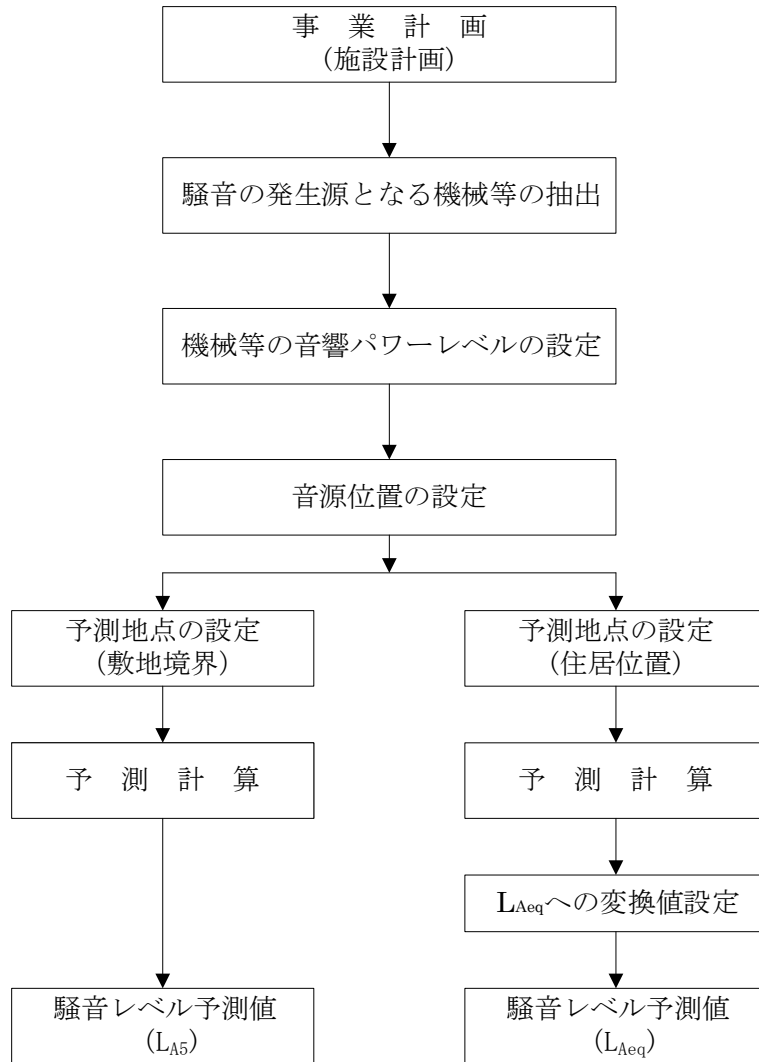 事　業　計　画
(施設計画)
騒音の発生源となる機械等の抽出
機械等の音響パワーレベルの設定
音源位置の設定
予測地点の設定
(敷地境界)
予　測　計　算
騒音レベル予測値
(LA5)
予測地点の設定
(住居位置)
予　測　計　算
LAeqへの変換値設定
騒音レベル予測値
(LAeq)